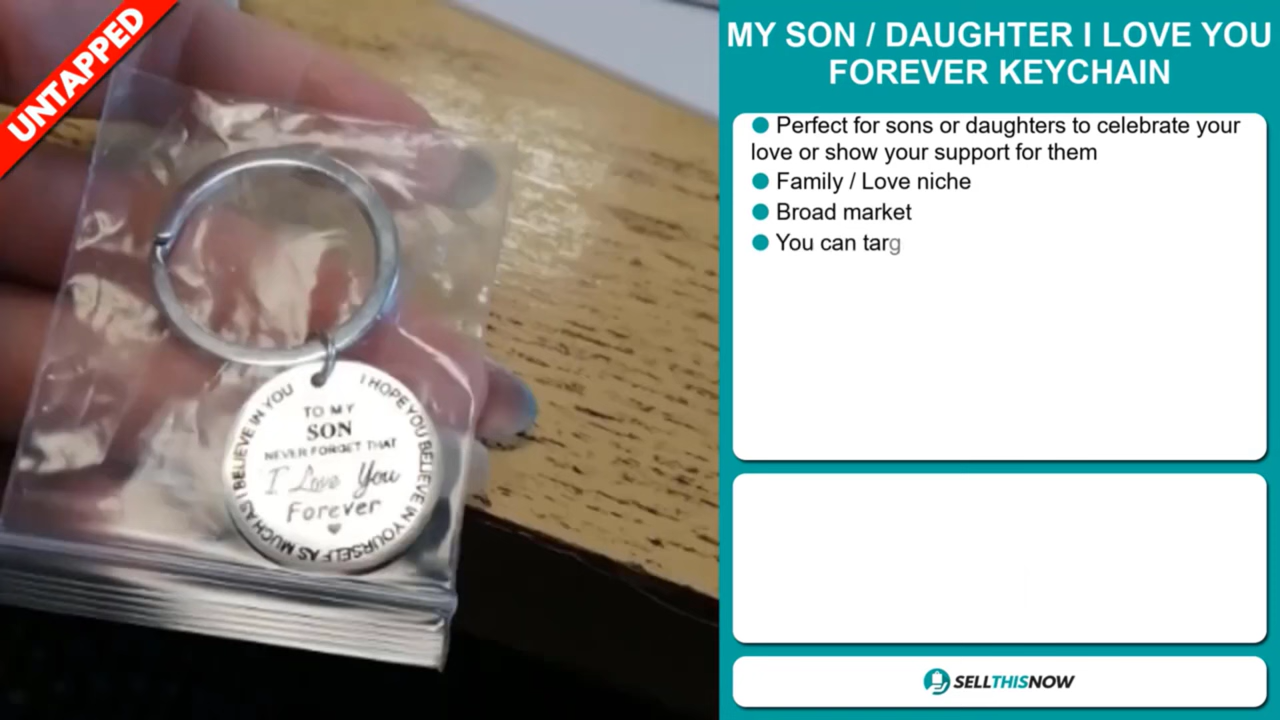 UNTAPPED
MY SON / DAUGHTER I LOVE YOU
FOREVER KEYCHAIN
● Perfect for sons or daughters to celebrate your
love or show your support for them
● Family / Love niche
● Broad market
● You can targ
I HOPE YOU BELIEVE IN YOURSELF AS MUCH AS I BELIEVE IN YOU
TO MY
SON
NEVER FORGET THAT
I Love You
Forever
SELLTHISNOW